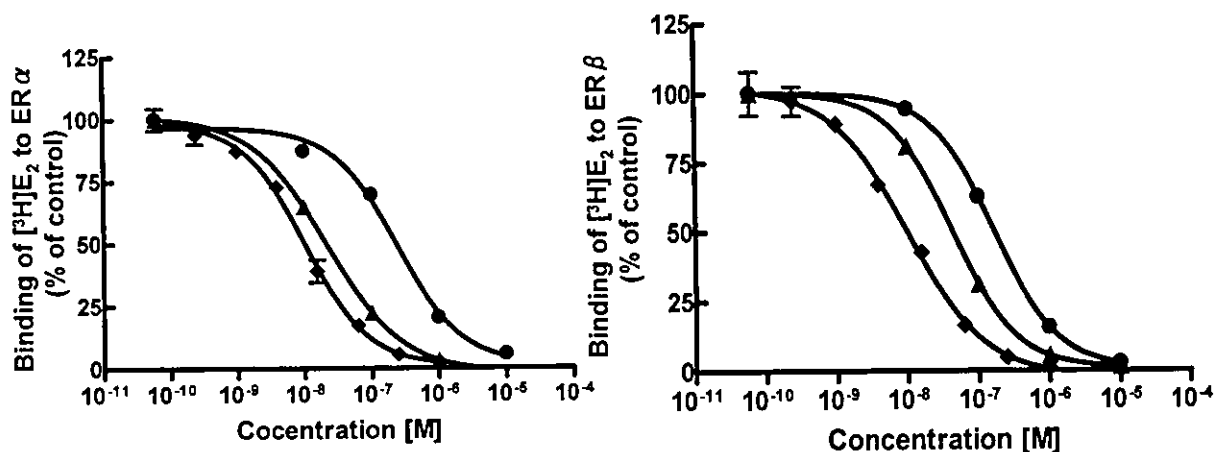 125
100
75
50
25
0
Binding of [³H]E₂ to ERα
(% of control)
10⁻¹¹ 10⁻¹⁰ 10⁻⁹ 10⁻⁸ 10⁻⁷ 10⁻⁶ 10⁻⁵ 10⁻⁴
Cocentration [M]
125
100
75
50
25
0
Binding of [³H]E₂ to ERβ
(% of control)
10⁻¹¹ 10⁻¹⁰ 10⁻⁹ 10⁻⁸ 10⁻⁷ 10⁻⁶ 10⁻⁵ 10⁻⁴
Concentration [M]